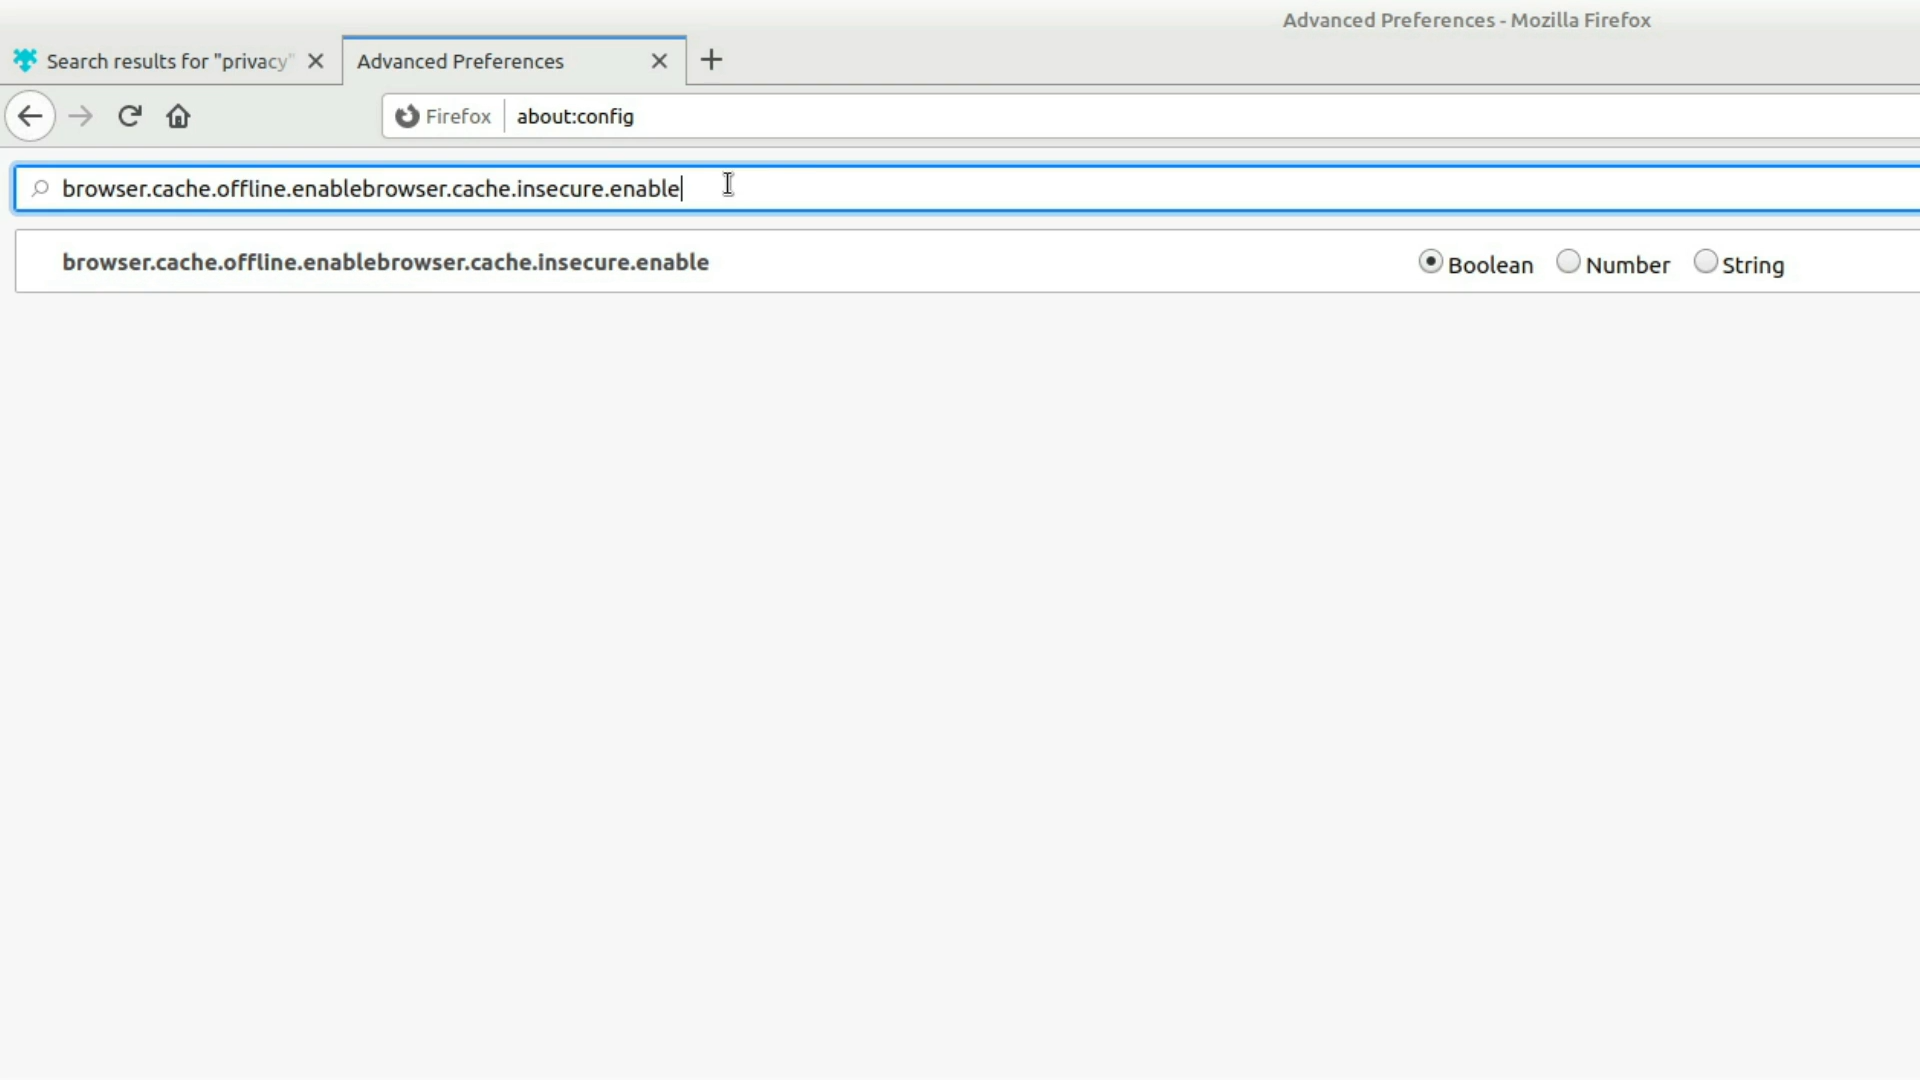 Advanced Preferences - Mozilla Firefox
Search results for "privacy"
Advanced Preferences
Firefox
about:config
browser.cache.offline.enablebrowser.cache.insecure.enable
browser.cache.offline.enablebrowser.cache.insecure.enable
Boolean
Number
String